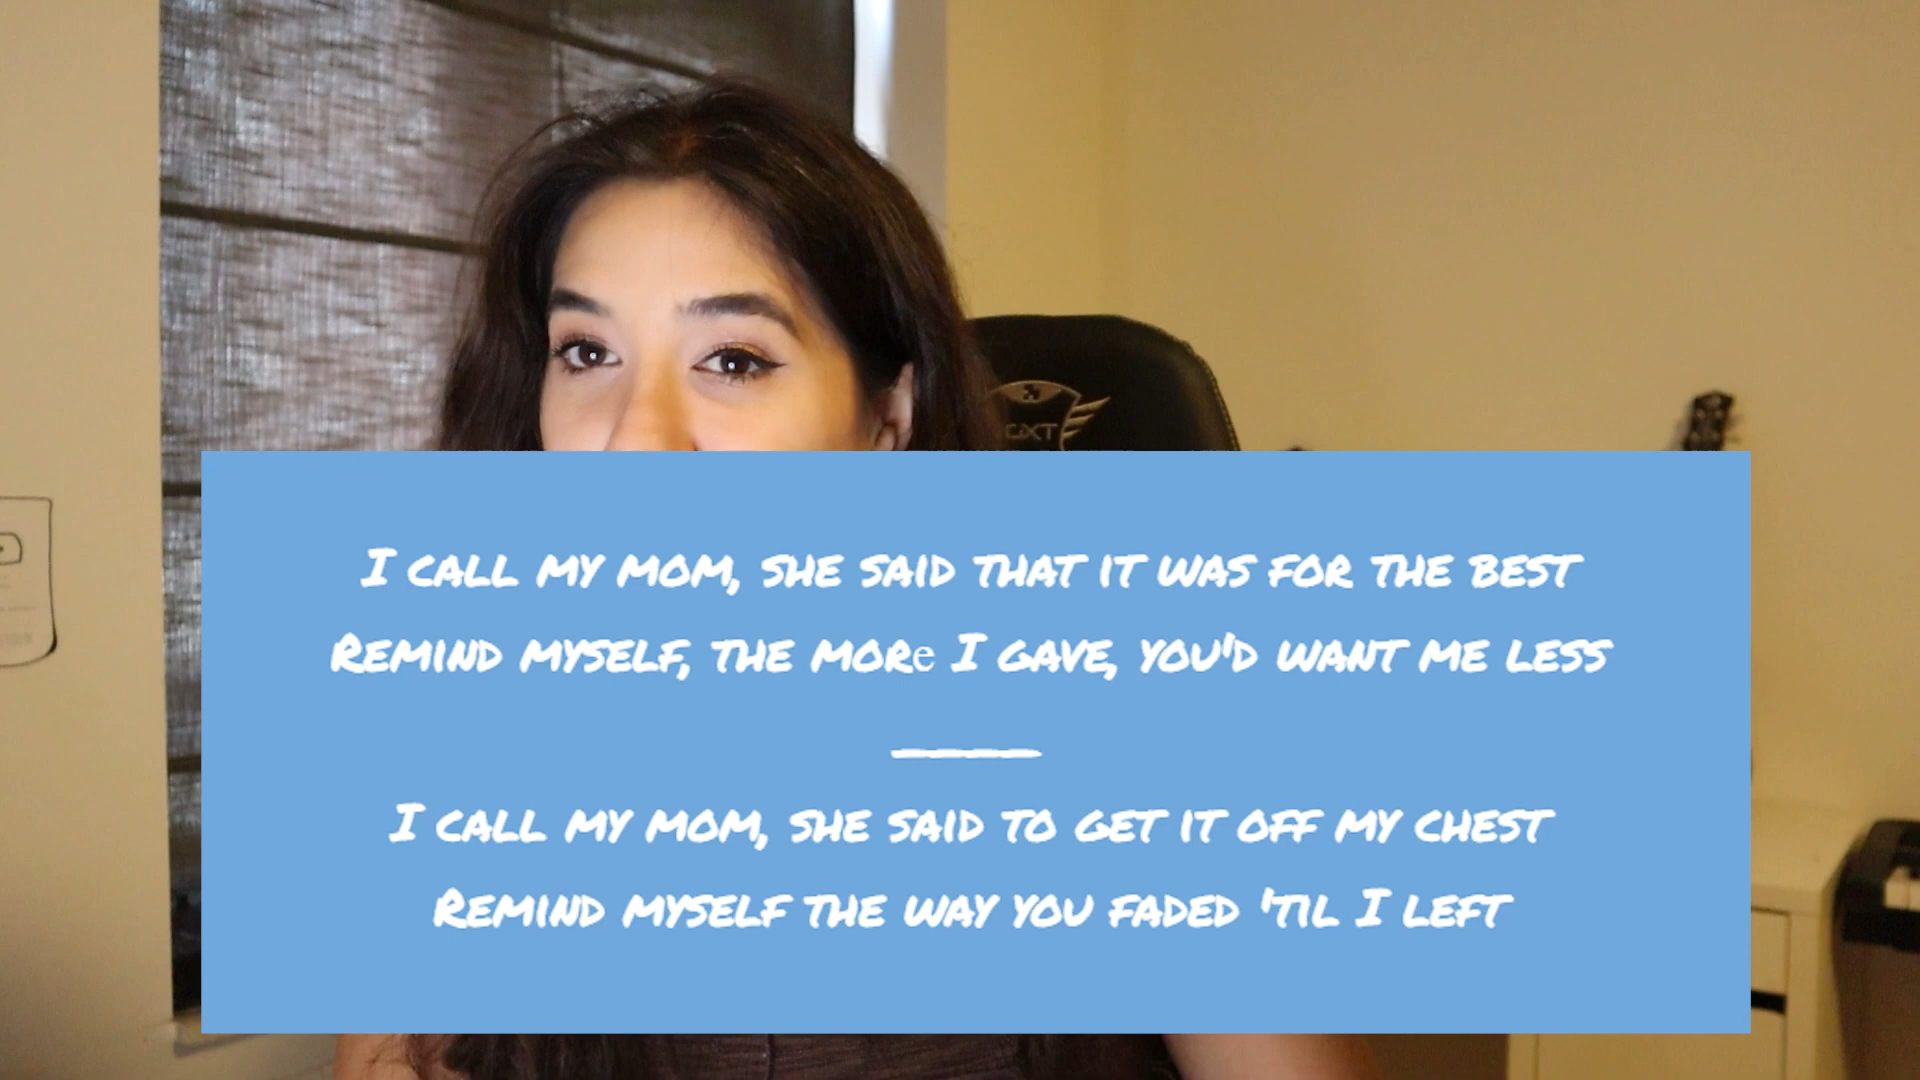 GXT
I CALL MY MOM, SHE SAID THAT IT WAS FOR THE BEST
REMIND MYSELF, THE MORe I GAVE, YOU'D WANT ME LESS
I CALL MY MOM, SHE SAID TO GET IT OFF MY CHEST
REMIND MYSELF THE WAY YOU FADED 'TIL I LEFT